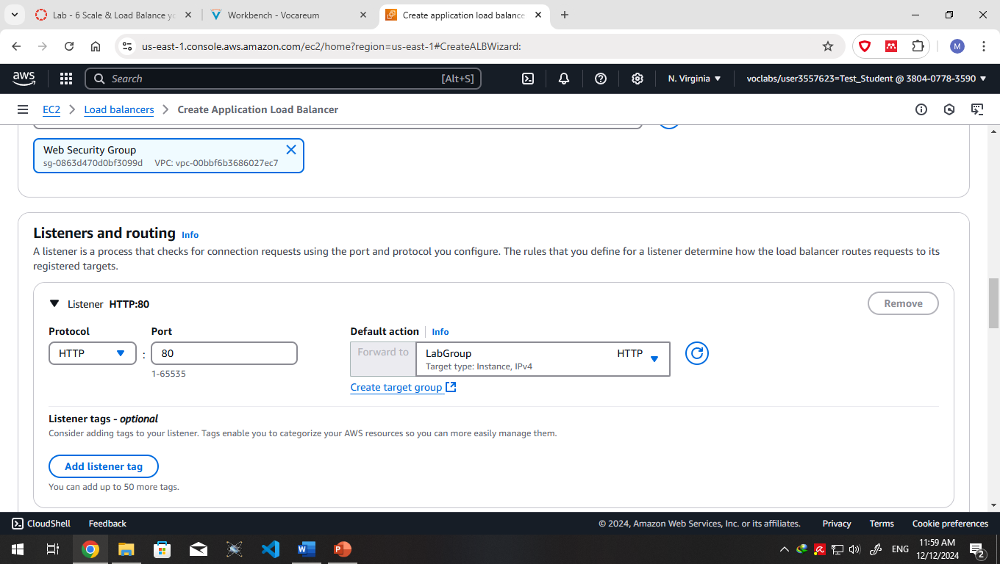 Lab - 6 Scale & Load Balance yo
Workbench - Vocareum
Create application load balance
us-east-1.console.aws.amazon.com/ec2/home?region=us-east-1#CreateALBWizard:
M
aws
Search
[Alt+S]
N. Virginia
voclabs/user3557623=Test_Student @ 3804-0778-3590
EC2
Load balancers
Create Application Load Balancer
Web Security Group
sg-0863d470d0bf3099d VPC: vpc-00bbf6b3686027ec7
Listeners and routing Info
A listener is a process that checks for connection requests using the port and protocol you configure. The rules that you define for a listener determine how the load balancer routes requests to its
registered targets.
Listener HTTP:80
Remove
Protocol
Port
Default action
Info
HTTP
:
80
1-65535
Forward to
LabGroup
HTTP
Target type: Instance, IPv4
Create target group
Listener tags - optional
Consider adding tags to your listener. Tags enable you to categorize your AWS resources so you can more easily manage them.
Add listener tag
You can add up to 50 more tags.
CloudShell
Feedback
© 2024, Amazon Web Services, Inc. or its affiliates.
Privacy
Terms
Cookie preferences
ENG
11:59 AM
12/12/2024
2